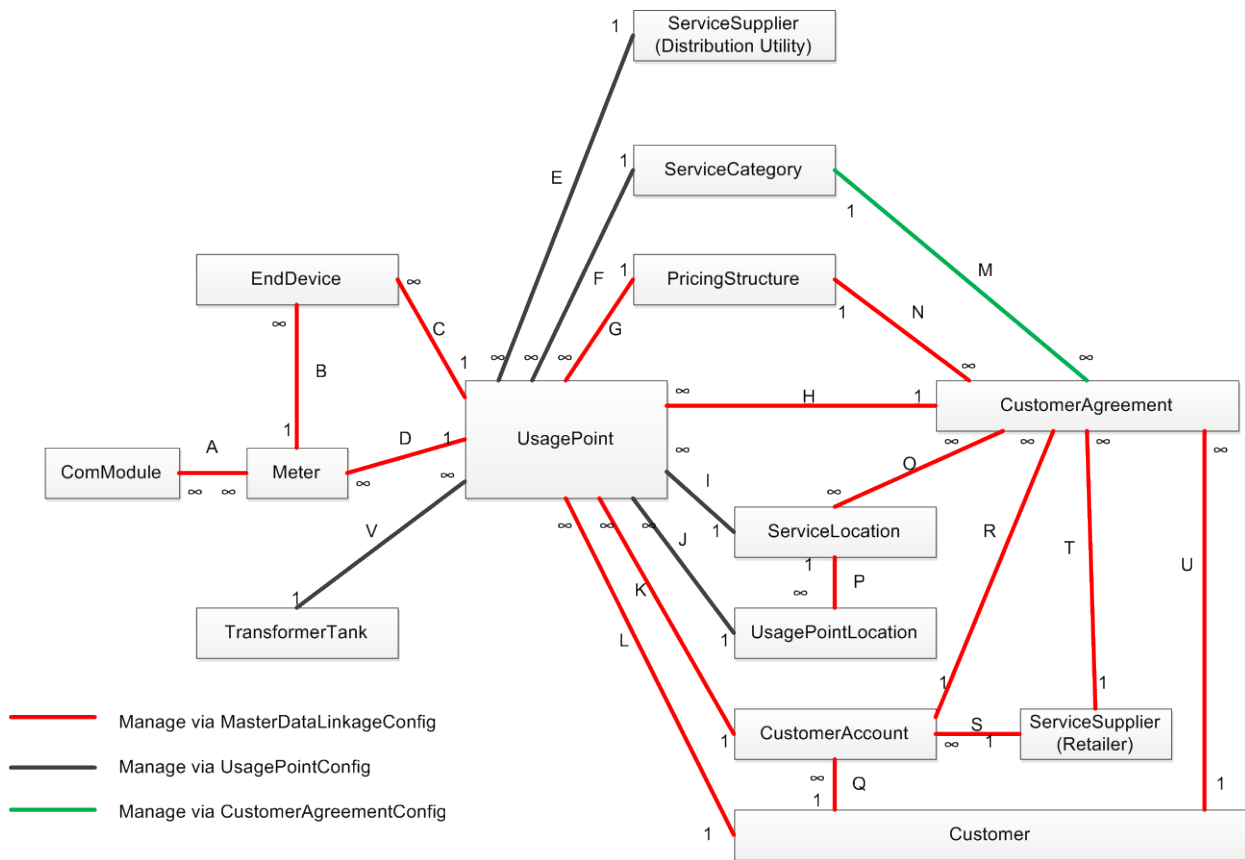 1
ServiceSupplier
(Distribution Utility)
1
ServiceCategory
E
1
M
F
EndDevice
∞
1
PricingStructure
1
N
∞
C
G
B
1
∞
∞
∞
∞
∞
∞
H
1
CustomerAgreement
UsagePoint
1
A
D
1
∞
∞
∞
∞
∞
O
ComModule
Meter
∞
∞
∞
∞
I
∞
V
∞
∞
∞
J
1
ServiceLocation
R
T
U
1
P
K
∞
1
TransformerTank
L
1
UsagePointLocation
1
1
Manage via MasterDataLinkageConfig
1
CustomerAccount
S
∞
1
ServiceSupplier
(Retailer)
Manage via UsagePointConfig
∞
Q
1
1
Manage via CustomerAgreementConfig
1
Customer